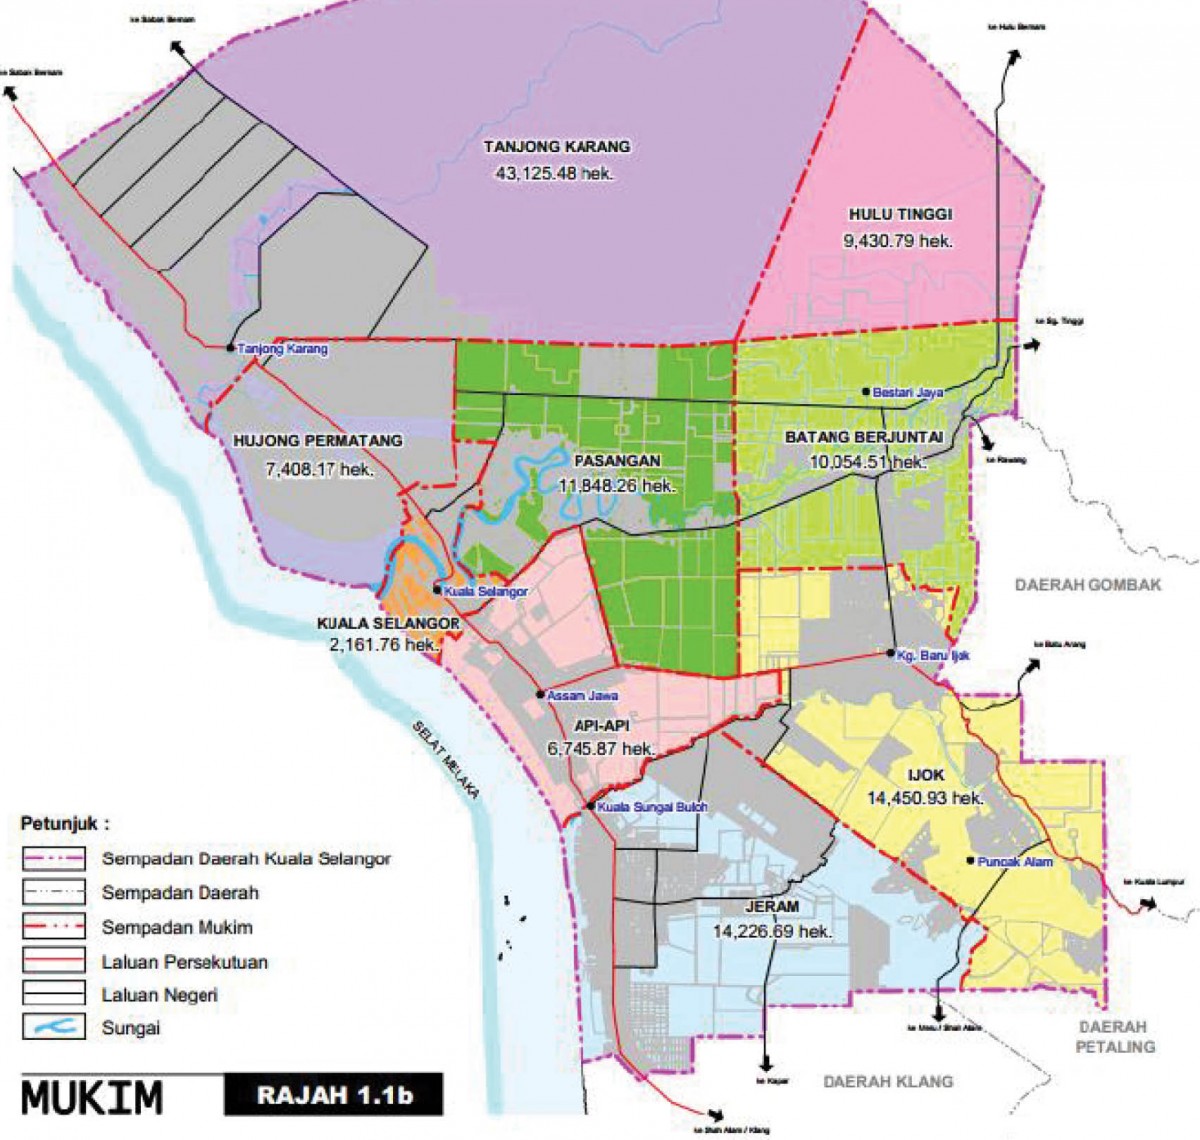 ke Sabak Bernam
ke Hulu Bernam
ke Sabak Bernam
TANJONG KARANG
43,125.48 hek.
HULU TINGGI
9,430.79 hek.
ke Sg. Tinggi
Tanjong Karang
Bestari Jaya
HUJONG PERMATANG
7,408.17 hek.
BATANG BERJUNTAI
10,054.51 hek.
PASANGAN
11,848.26 hek.
ke Rawang
DAERAH GOMBAK
Kuala Selangor
KUALA SELANGOR
2,161.76 hek.
ke Batu Arang
Kg. Baru Ijok
Assam Jawa
API-API
6,745.87 hek.
SELAT MELAKA
IJOK
14,450.93 hek.
Kuala Sungai Buloh
Puncak Alam
ke Kuala Lumpur
JERAM
14,226.69 hek.
Petunjuk :
Sempadan Daerah Kuala Selangor
Sempadan Daerah
Sempadan Mukim
Laluan Persekutuan
Laluan Negeri
Sungai
ke Meru / Shah Alam
DAERAH
PETALING
ke Kapar
DAERAH KLANG
MUKIM
RAJAH 1.1b
ke Shah Alam / Klang